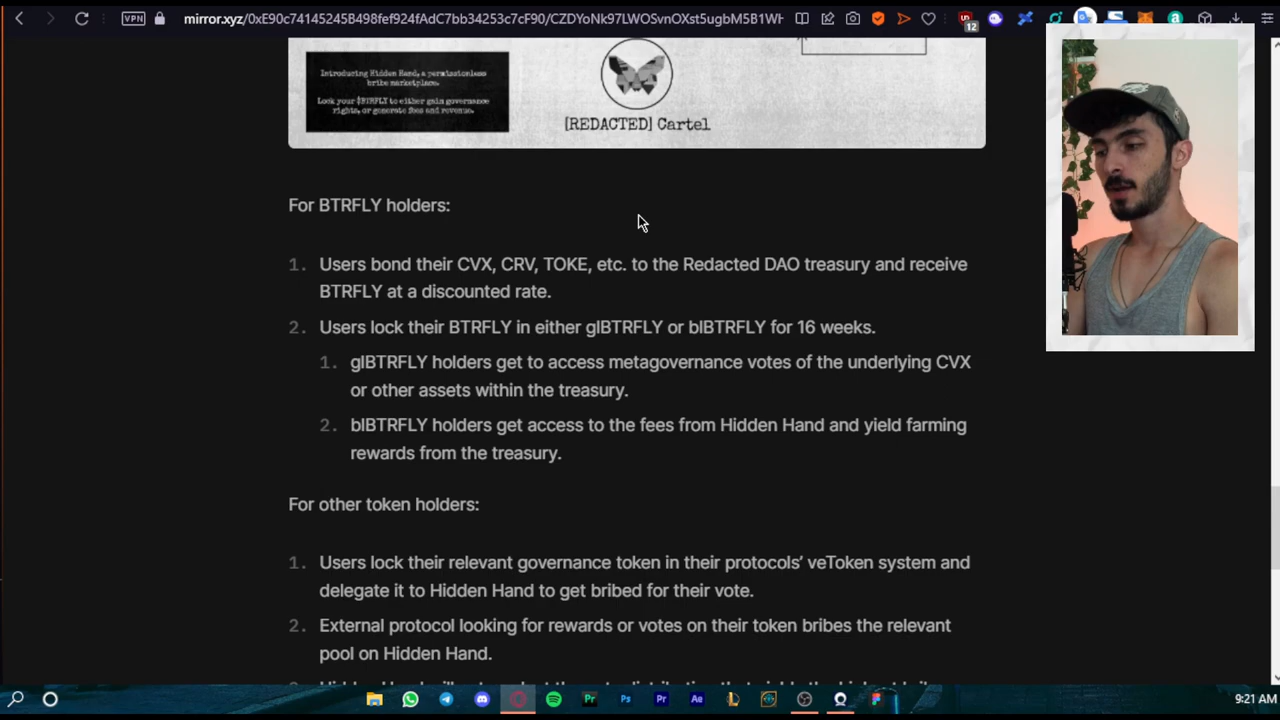 VPN
mirror.xyz/0xE90c74145245B498fef924fAdC7bb34253c7cF90/CZDYoNk97LWOSvnOXst5ugbM5B1WH
12
Introducing Hidden Hand, a permissionless
bribe marketplace.
Lock your $BTRFLY to either gain governance
rights, or generate fees and revenue.
[REDACTED] Cartel
For BTRFLY holders:
1. Users bond their CVX, CRV, TOKE, etc. to the Redacted DAO treasury and receive
BTRFLY at a discounted rate.
2. Users lock their BTRFLY in either glBTRFLY or blBTRFLY for 16 weeks.
1. glBTRFLY holders get to access metagovernance votes of the underlying CVX
or other assets within the treasury.
2. blBTRFLY holders get access to the fees from Hidden Hand and yield farming
rewards from the treasury.
For other token holders:
1. Users lock their relevant governance token in their protocols’ veToken system and
delegate it to Hidden Hand to get bribed for their vote.
2. External protocol looking for rewards or votes on their token bribes the relevant
pool on Hidden Hand.
Pr
Ps
Pr
Ae
9:21 AM